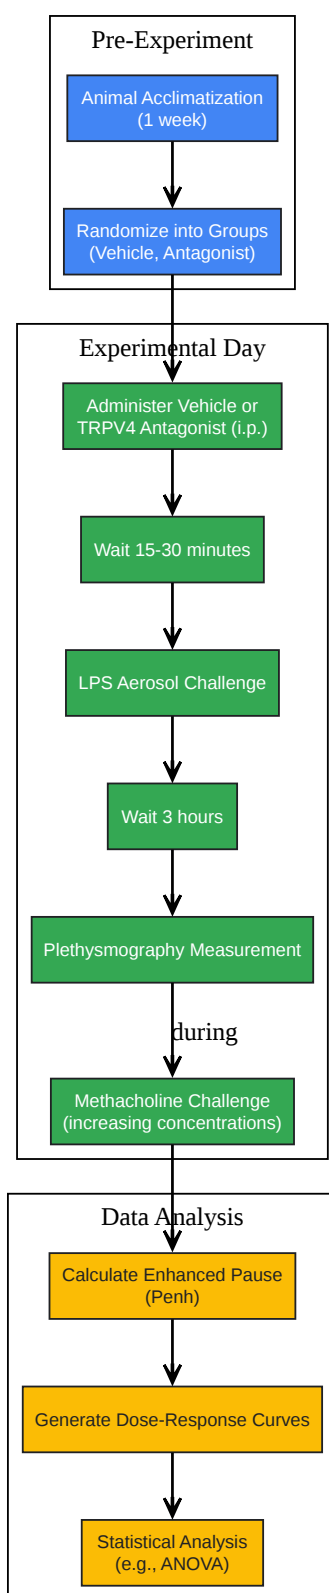 Pre-Experiment
Animal Acclimatization
(1 week)
Randomize into Groups
(Vehicle, Antagonist)
Experimental Day
Administer Vehicle or
TRPV4 Antagonist (i.p.)
Wait 15-30 minutes
LPS Aerosol Challenge
Wait 3 hours
Plethysmography Measurement
during
Methacholine Challenge
(increasing concentrations)
Data Analysis
Calculate Enhanced Pause
(Penh)
Generate Dose-Response Curves
Statistical Analysis
(e.g., ANOVA)